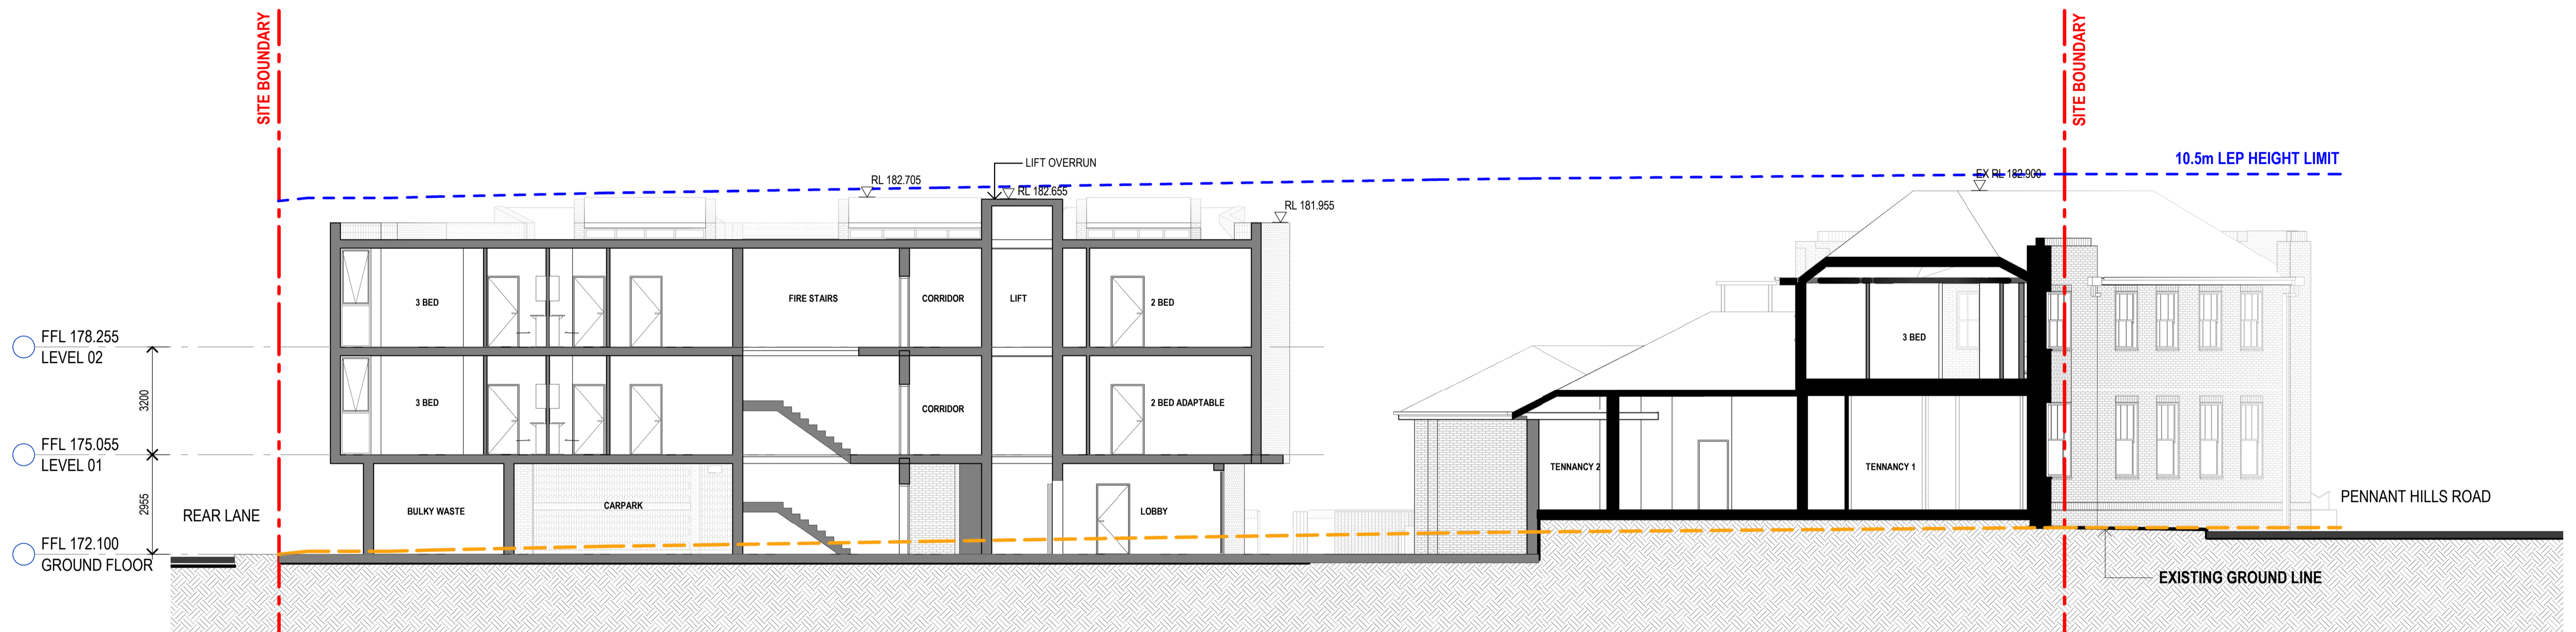 SITE BOUNDARY
SITE BOUNDARY
10.5m LEP HEIGHT LIMIT
LIFT OVERRUN
RL 182.705
RL 182.655
EX RL 182.900
RL 181.955
3 BED
FIRE STAIRS
CORRIDOR
LIFT
2 BED
3 BED
FFL 178.255
LEVEL 02
3200
3 BED
CORRIDOR
2 BED ADAPTABLE
FFL 175.055
LEVEL 01
TENNANCY 2
TENNANCY 1
2955
REAR LANE
BULKY WASTE
CARPARK
LOBBY
PENNANT HILLS ROAD
FFL 172.100
GROUND FLOOR
EXISTING GROUND LINE